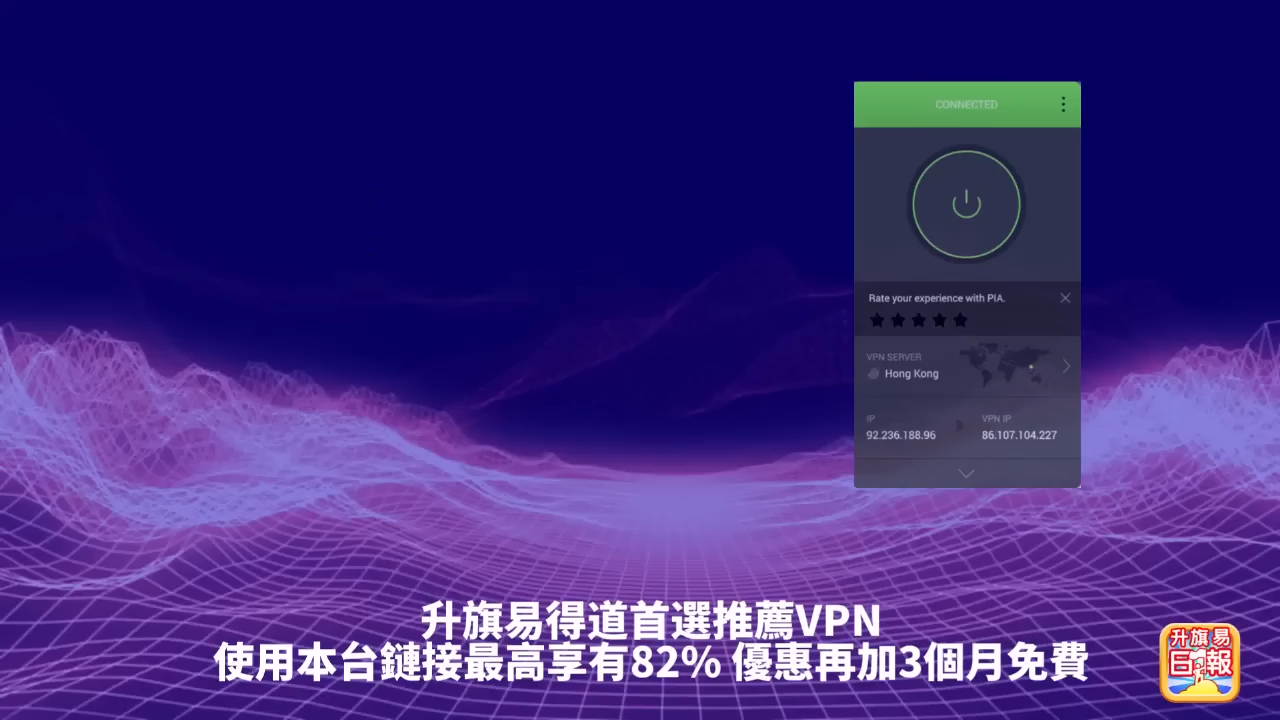 CONNECTED
Rate your experience with PIA.
VPN SERVER
Hong Kong
IP
VPN IP
92.236.188.96
86.107.104.227
升旗易得道首選推薦VPN
使用本台鏈接最高享有82% 優惠再加3個月免費
升旗易
日報